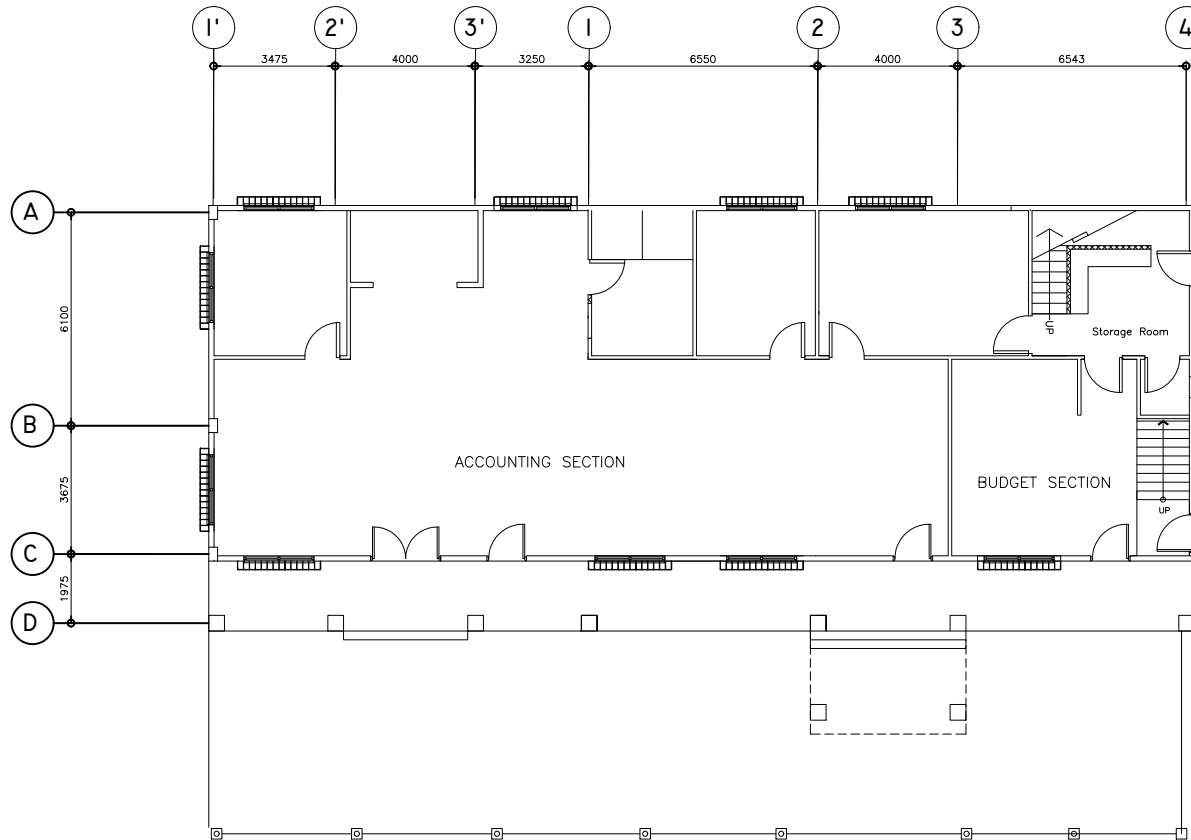 1' 2' 3' 1 2 3 4
3475 4000 3250 6550 4000 6543
A
6100
UP
Storage Room
B
ACCOUNTING SECTION
BUDGET SECTION
3675
UP
C
1975
D